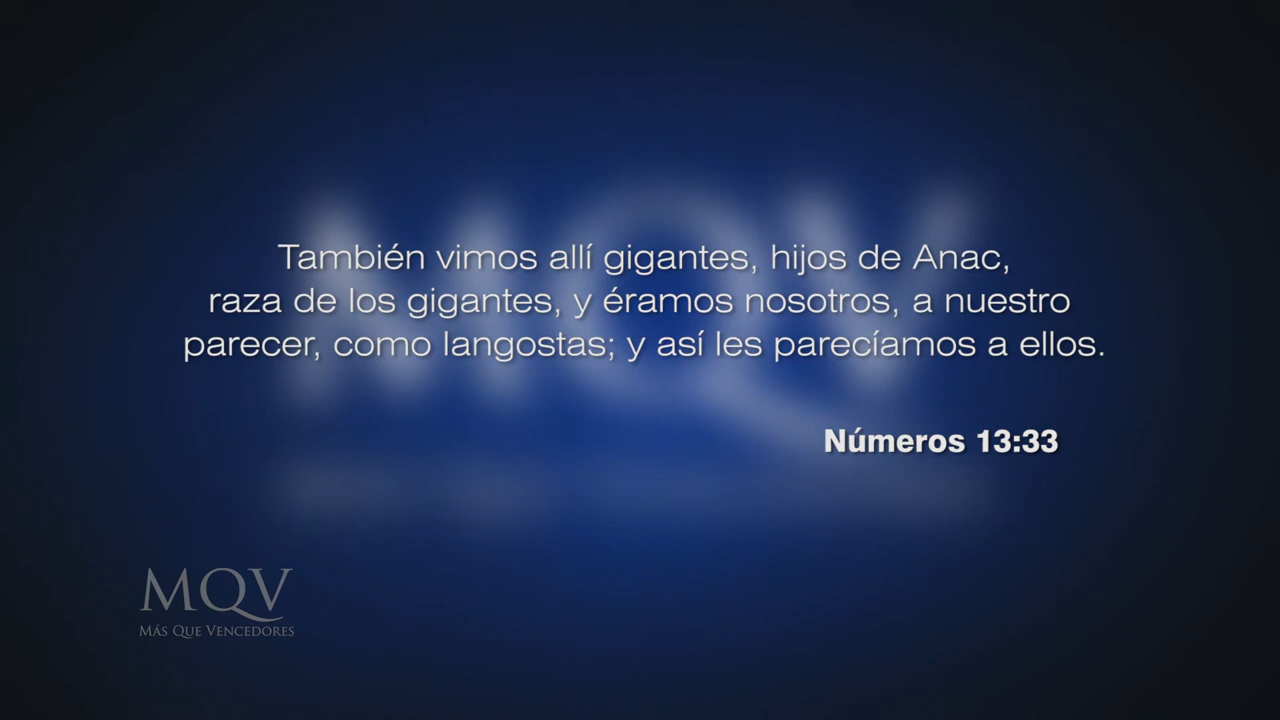 También vimos allí gigantes, hijos de Anac,
raza de los gigantes, y éramos nosotros, a nuestro
parecer, como langostas; y así les parecíamos a ellos.
Números 13:33
MQV
MÁS QUE VENCEDORES